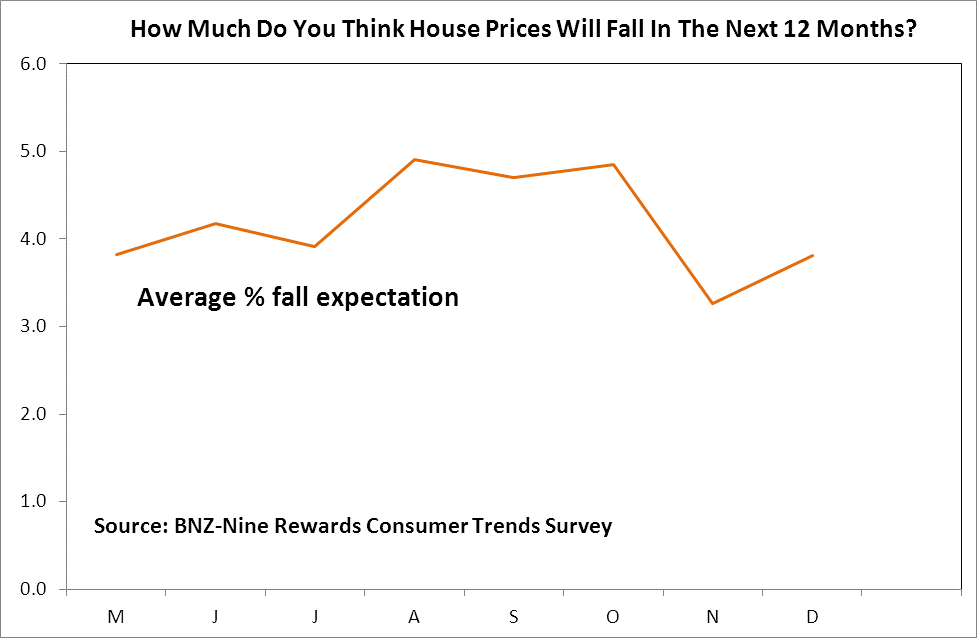 How Much Do You Think House Prices Will Fall In The Next 12 Months?
6.0
5.0
4.0
Average % fall expectation
3.0
2.0
1.0
Source: BNZ-Nine Rewards Consumer Trends Survey
0.0
M J J A S O N D